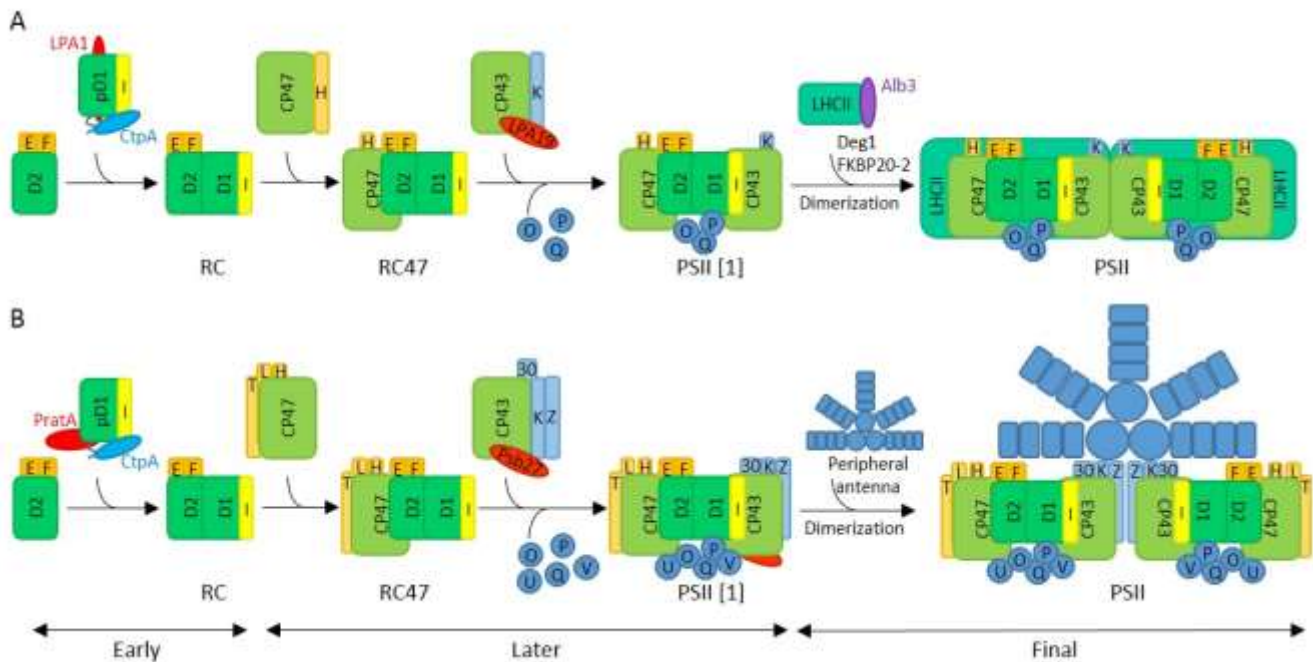 A
LPA1
pD1
I
CtpA
E F
D2
E F
D2 D1 I
RC
CP47 H
H E F
CP47 D2 D1 I
RC47
CP43 K
LPA19
O P
Q
H E F K
CP47 D2 D1 I CP43
O P
Q
PSII [1]
LHCII
Alb3
Deg1
FKBP20-2
Dimerization
H E F K K F E H
LHCII CP47 D2 D1 I CP43 CP43 I D1 D2 CP47 LHCII
O P P O
Q Q
PSII
B
PratA
pD1
I
CtpA
E F
D2
E F
D2 D1 I
RC
T L H
CP47
T L H E F
CP47 D2 D1 I
RC47
30
CP43 K Z
Psb27
O P
U Q V
T L H E F 30 K Z
CP47 D2 D1 I CP43
U O P V
Q
PSII [1]
Peripheral
antenna
Dimerization
T L H E F 30 K Z Z K 30 F E H L T
CP47 D2 D1 I CP43 CP43 I D1 D2 CP47
U O P V V P O U
Q Q
PSII
Early
Later
Final